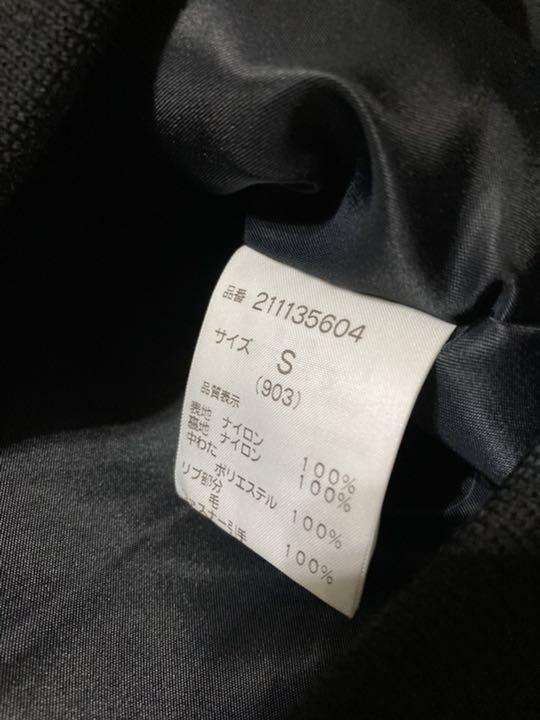 品番 211135604
サイズ S
(903)
品質表示
表地 ナイロン 100%
裏地 ナイロン 100%
中わた
ポリエステル 100%
リブ部分
毛 100%
ファスナー引手